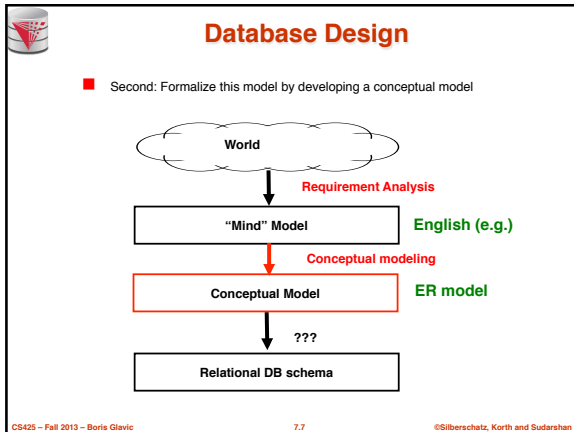 Database Design
Second: Formalize this model by developing a conceptual model
World
Requirement Analysis
“Mind” Model
English (e.g.)
Conceptual modeling
Conceptual Model
ER model
???
Relational DB schema
CS425 – Fall 2013 – Boris Glavic
7.7
©Silberschatz, Korth and Sudarshan